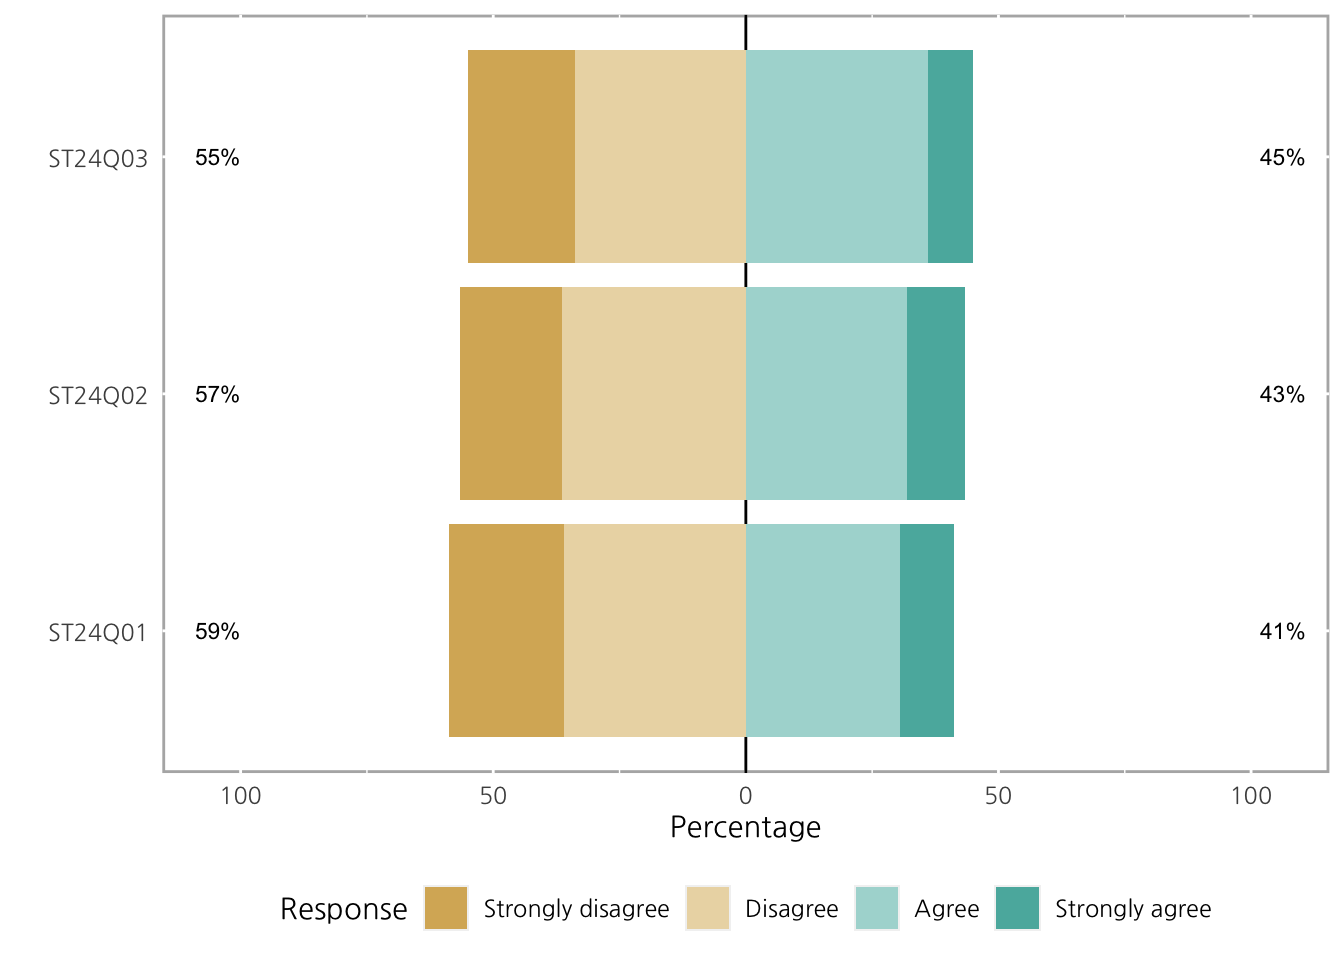 ST24Q03 55% 45%
ST24Q02 57% 43%
ST24Q01 59% 41%
100 50 0 50 100
Percentage
Response Strongly disagree Disagree Agree Strongly agree